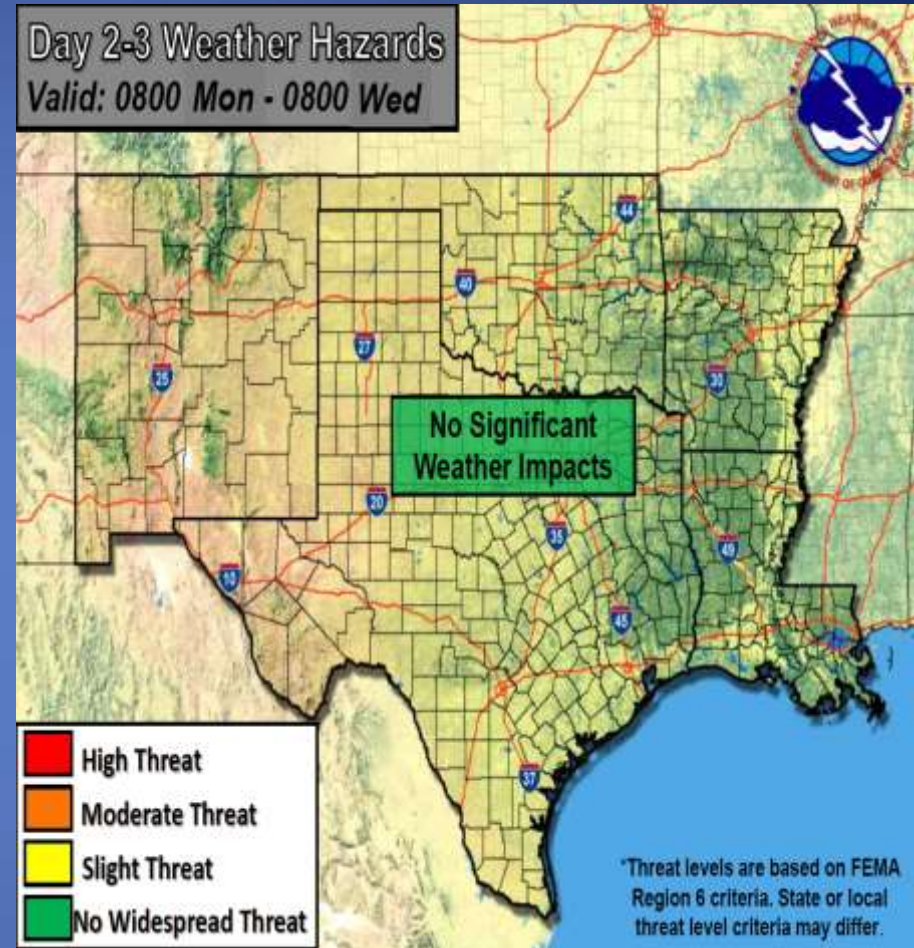 Day 2-3 Weather Hazards
Valid: 0800 Mon - 0800 Wed
44
40
27
25
30
No Significant
Weather Impacts
20
35
49
10
45
37
High Threat
Moderate Threat
Slight Threat
No Widespread Threat
*Threat levels are based on FEMA
Region 6 criteria. State or local
threat level criteria may differ.